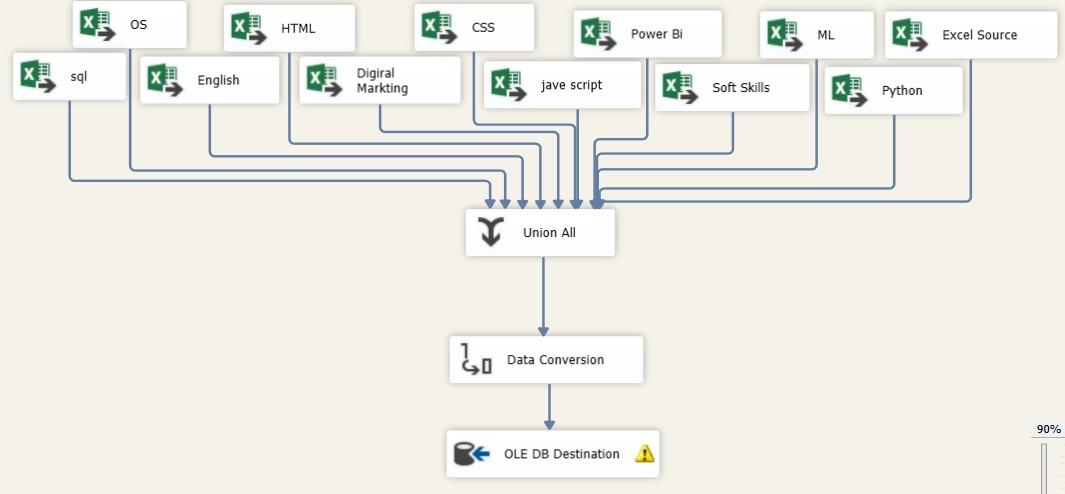 OS
HTML
CSS
Power Bi
ML
Excel Source
sql
English
Digiral
Markting
jave script
Soft Skills
Python
Union All
Data Conversion
OLE DB Destination
90%